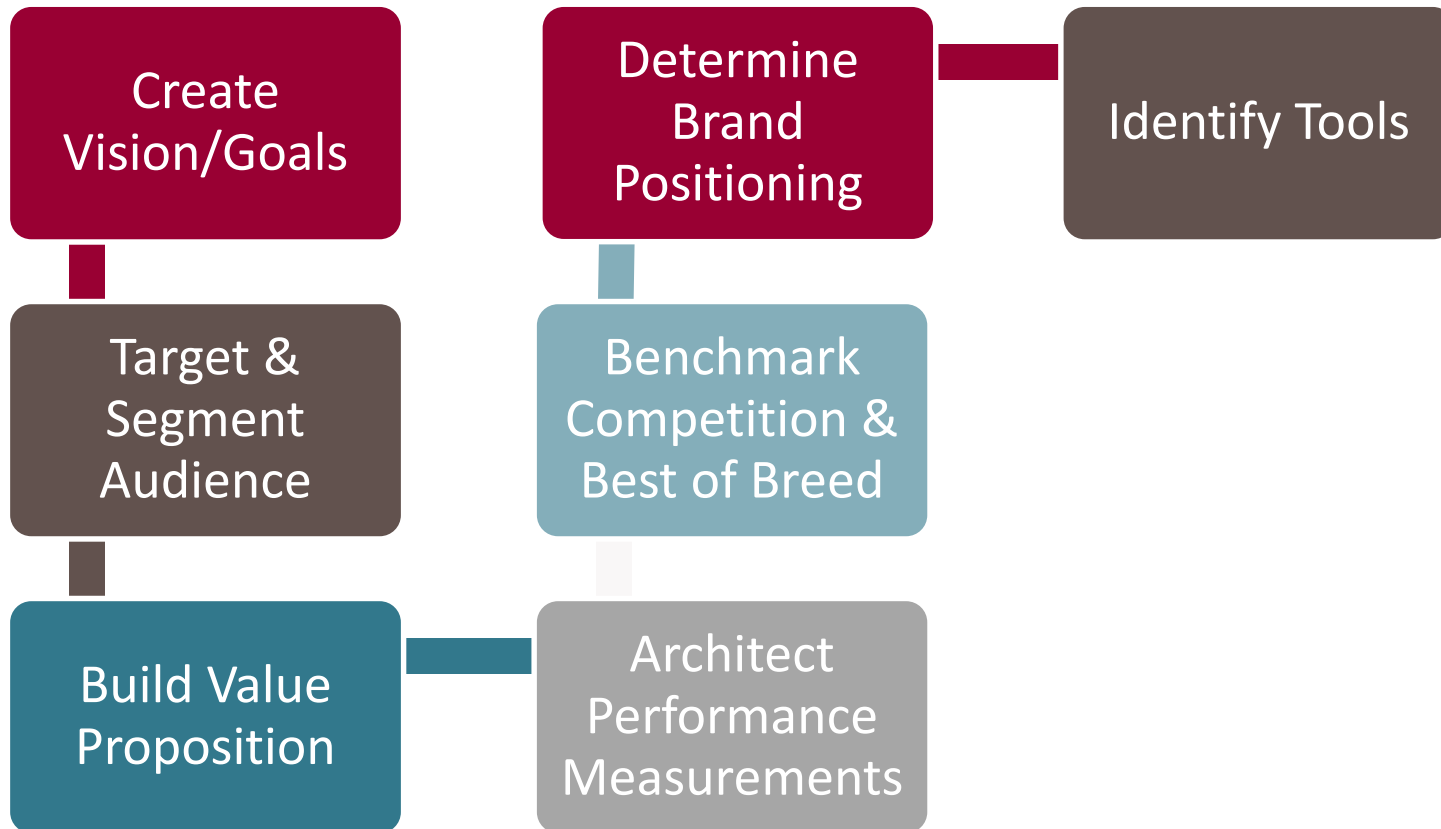 Create
Vision/Goals
Target &
Segment
Audience
Build Value
Proposition
Architect
Performance
Measurements
Benchmark
Competition &
Best of Breed
Determine
Brand
Positioning
Identify Tools